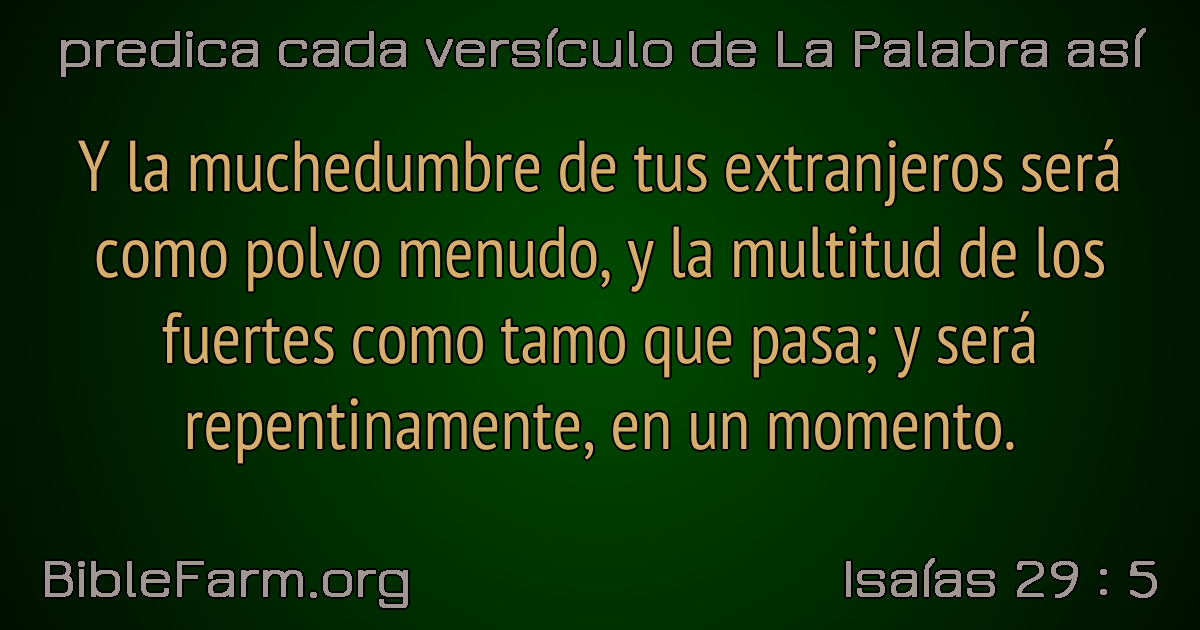 predica cada versículo de La Palabra así
Y la muchedumbre de tus extranjeros será
como polvo menudo, y la multitud de los
fuertes como tamo que pasa; y será
repentinamente, en un momento.
BibleFarm.org
Isaías 29 : 5